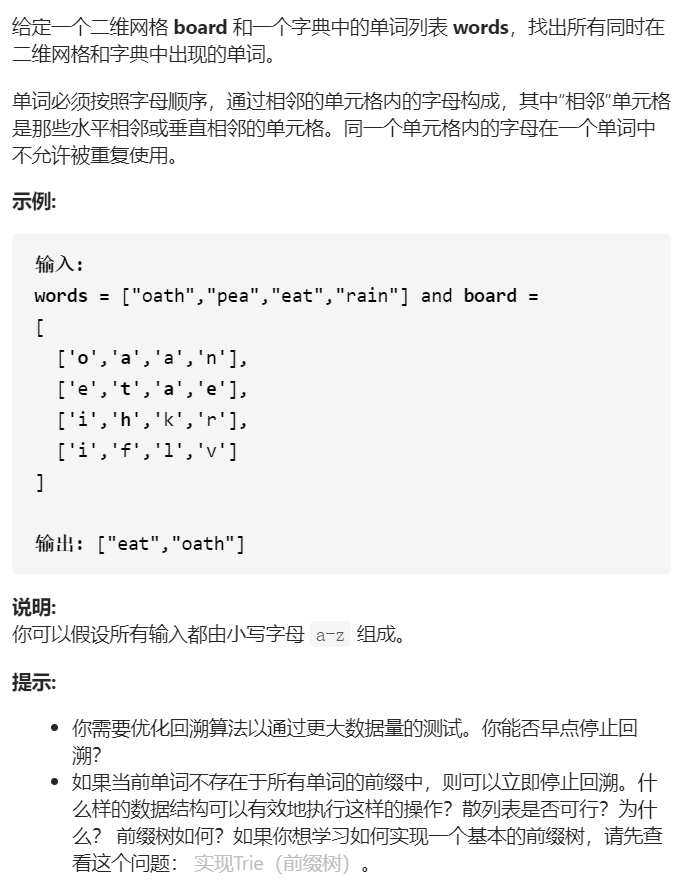 给定一个二维网格 board 和一个字典中的单词列表 words，找出所有同时在
二维网格和字典中出现的单词。
单词必须按照字母顺序，通过相邻的单元格内的字母构成，其中“相邻”单元格
是那些水平相邻或垂直相邻的单元格。同一个单元格内的字母在一个单词中
不允许被重复使用。
示例:
输入:
words = ["oath","pea","eat","rain"] and board =
[
['o','a','a','n'],
['e','t','a','e'],
['i','h','k','r'],
['i','f','l','v']
]
输出: ["eat","oath"]
说明:
你可以假设所有输入都由小写字母 a-z 组成。
提示:
• 你需要优化回溯算法以通过更大数据量的测试。你能否早点停止回
溯？
• 如果当前单词不存在于所有单词的前缀中，则可以立即停止回溯。什
么样的数据结构可以有效地执行这样的操作？散列表是否可行？为什
么？ 前缀树如何？如果你想学习如何实现一个基本的前缀树，请先查
看这个问题： 实现Trie（前缀树）。